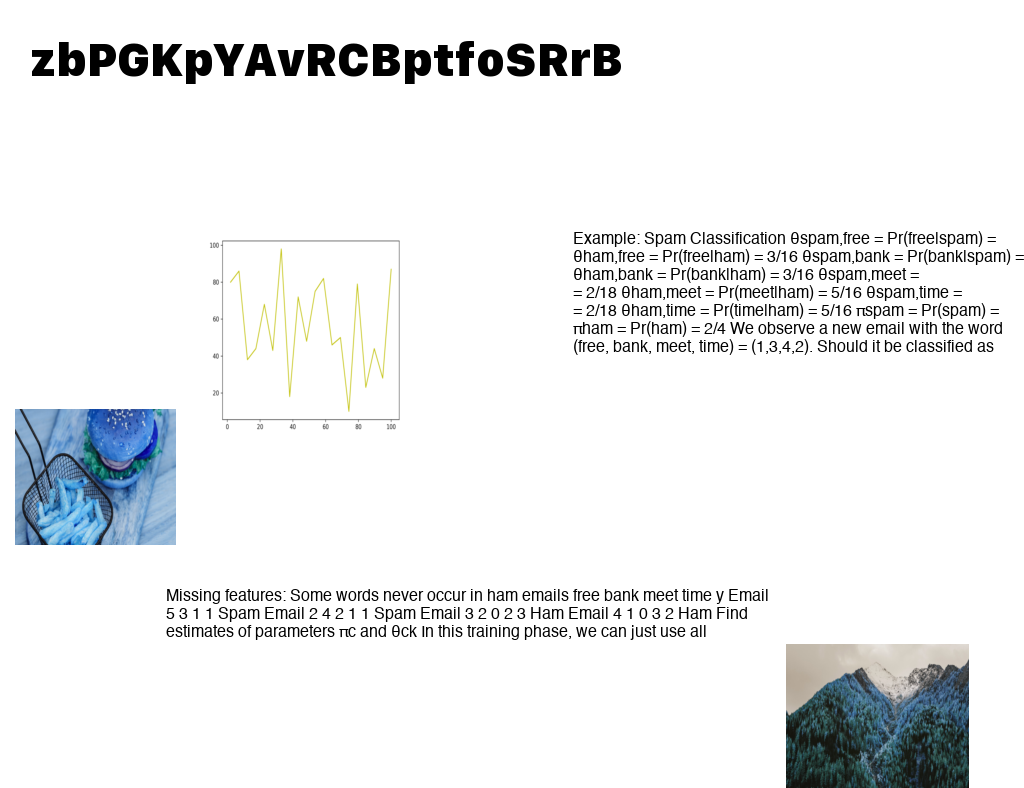 zbPGKpYAvRCBptfoSRrB
Example: Spam Classification θspam,free = Pr(free|spam) =
θham,free = Pr(free|ham) = 3/16 θspam,bank = Pr(bank|spam) =
θham,bank = Pr(bank|ham) = 3/16 θspam,meet =
= 2/18 θham,meet = Pr(meet|ham) = 5/16 θspam,time =
= 2/18 θham,time = Pr(time|ham) = 5/16 πspam = Pr(spam) =
πham = Pr(ham) = 2/4 We observe a new email with the word
(free, bank, meet, time) = (1,3,4,2). Should it be classified as
100
80
60
40
20
0 20 40 60 80 100
Missing features: Some words never occur in ham emails free bank meet time y Email
5 3 1 1 Spam Email 2 4 2 1 1 Spam Email 3 2 0 2 3 Ham Email 4 1 0 3 2 Ham Find
estimates of parameters πc and θck In this training phase, we can just use all